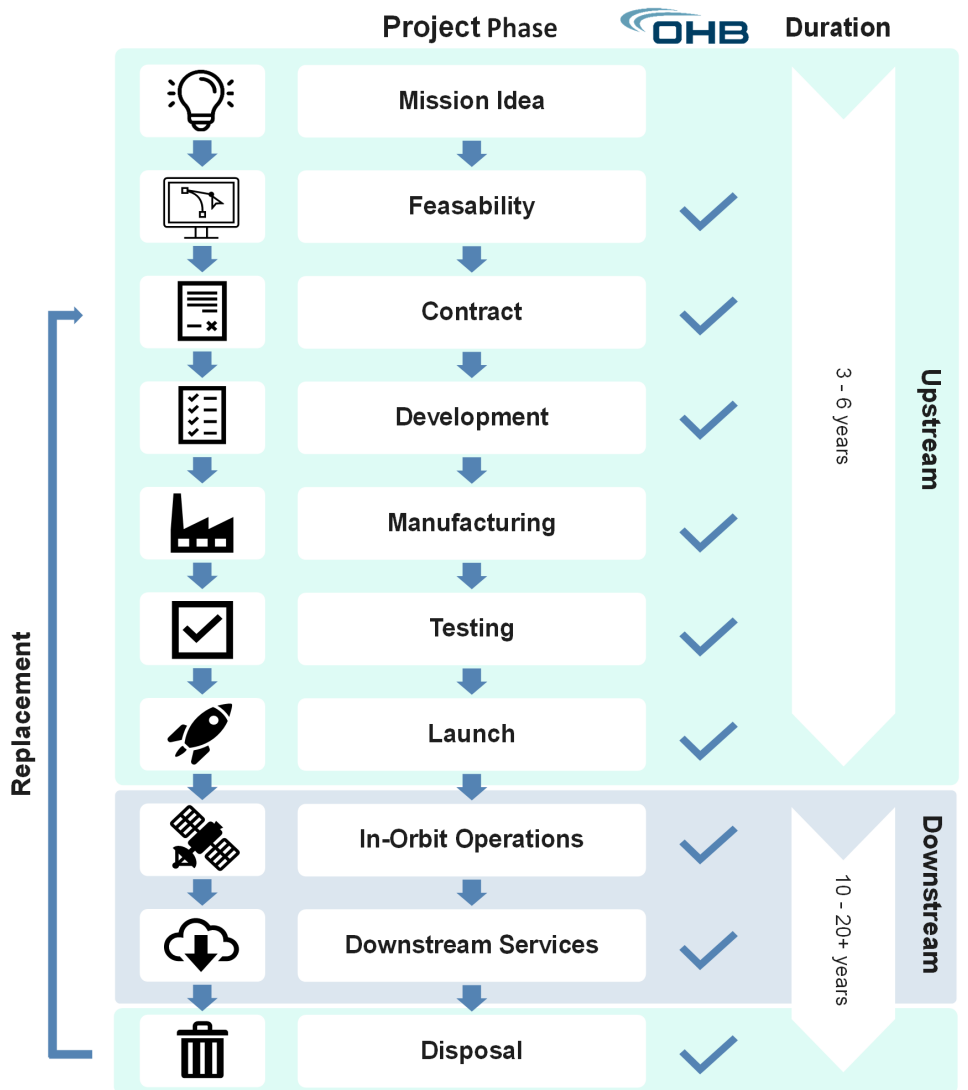 Project Phase
OHB
Duration
Mission Idea
Feasability
Contract
Development
Manufacturing
Testing
Launch
In-Orbit Operations
Downstream Services
Disposal
Replacement
3 - 6 years
Upstream
10 - 20+ years
Downstream